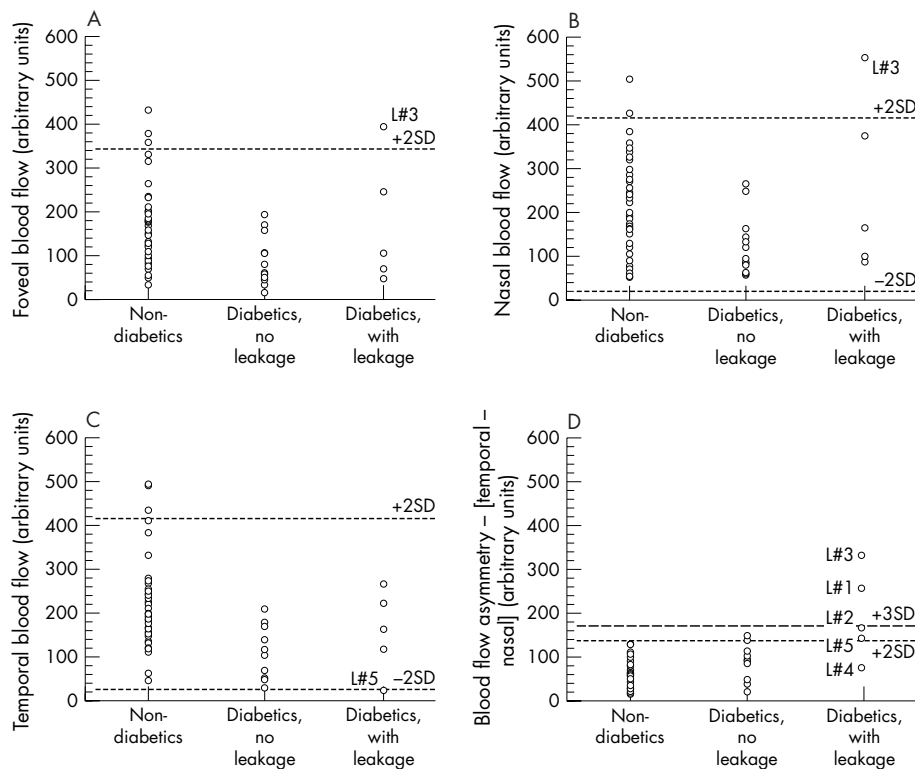 A
Foveal blood flow (arbitrary units)
600
500
400
300
200
100
0
L#3
+2SD
Non-
diabetics
Diabetics,
no
leakage
Diabetics,
with
leakage
B
Nasal blood flow (arbitrary units)
600
500
400
300
200
100
0
L#3
+2SD
–2SD
Non-
diabetics
Diabetics,
no
leakage
Diabetics,
with
leakage
C
Temporal blood flow (arbitrary units)
600
500
400
300
200
100
0
+2SD
L#5 –2SD
Non-
diabetics
Diabetics,
no
leakage
Diabetics,
with
leakage
D
Blood flow asymmetry – [temporal –
nasal] (arbitrary units)
600
500
400
300
200
100
0
L#3
L#1
L#2
+3SD
L#5
+2SD
L#4
Non-
diabetics
Diabetics,
no
leakage
Diabetics,
with
leakage